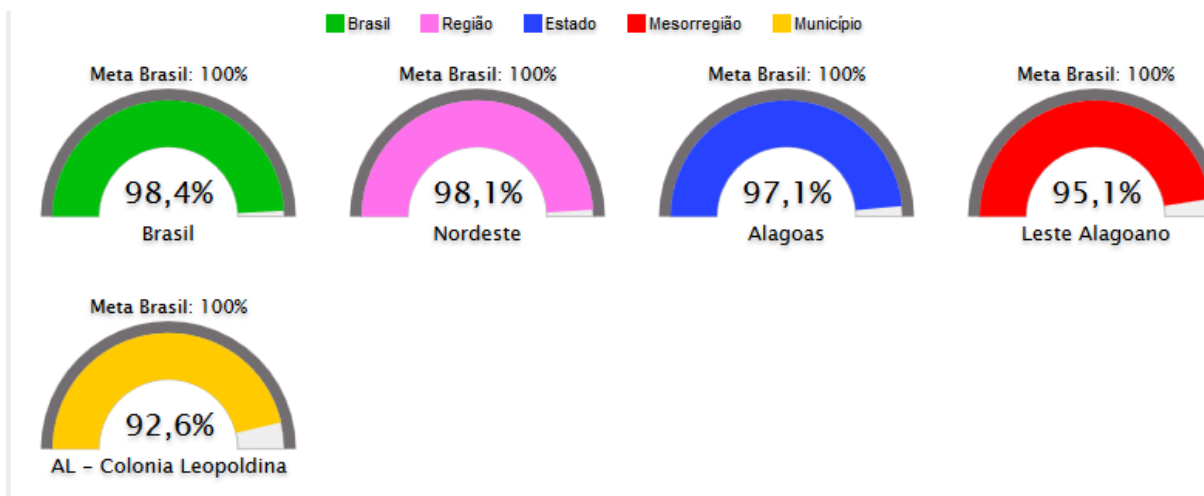 Brasil Região Estado Mesorregião Município
Meta Brasil: 100% Meta Brasil: 100% Meta Brasil: 100% Meta Brasil: 100%
98,4% 98,1% 97,1% 95,1%
Brasil Nordeste Alagoas Leste Alagoano
Meta Brasil: 100%
92,6%
AL – Colonia Leopoldina